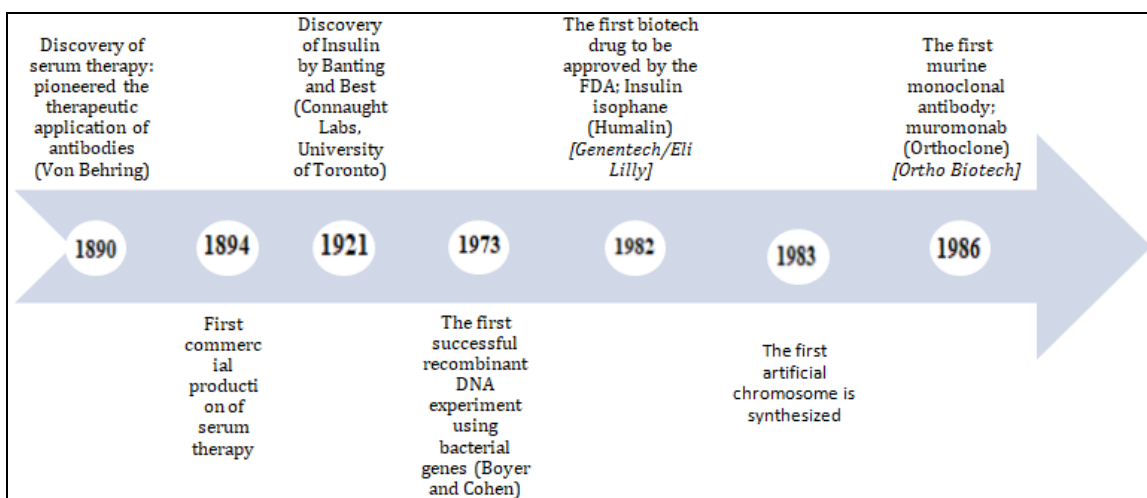 Discovery of
serum therapy:
pioneered the
therapeutic
application of
antibodies
(Von Behring)
Discovery
of Insulin
by Banting
and Best
(Connaught
Labs,
University
of Toronto)
The first biotech
drug to be
approved by the
FDA; Insulin
isophane
(Humalin)
[Genentech/Eli
Lilly]
The first
murine
monoclonal
antibody;
muromonab
(Orthoclone)
[Ortho Biotech]
1890
1894
1921
1973
1982
1983
1986
First
commerc
ial
producti
on of
serum
therapy
The first
successful
recombinant
DNA
experiment
using
bacterial
genes (Boyer
and Cohen)
The first
artificial
chromosome is
synthesized